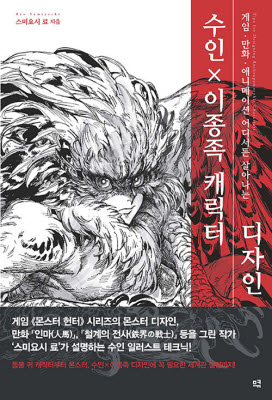 스미요시 료 지음
게임·만화·애니메이션 어디서든 살아나는
수인×이종족 캐릭터
디자인
게임 《몬스터 헌터》 시리즈의 몬스터 디자인,
만화 「인마(人馬)」, 「철계의 전사(鉄界の戦士)」 등을 그린 작가
'스미요시 료'가 설명하는 수인 일러스트 테크닉!